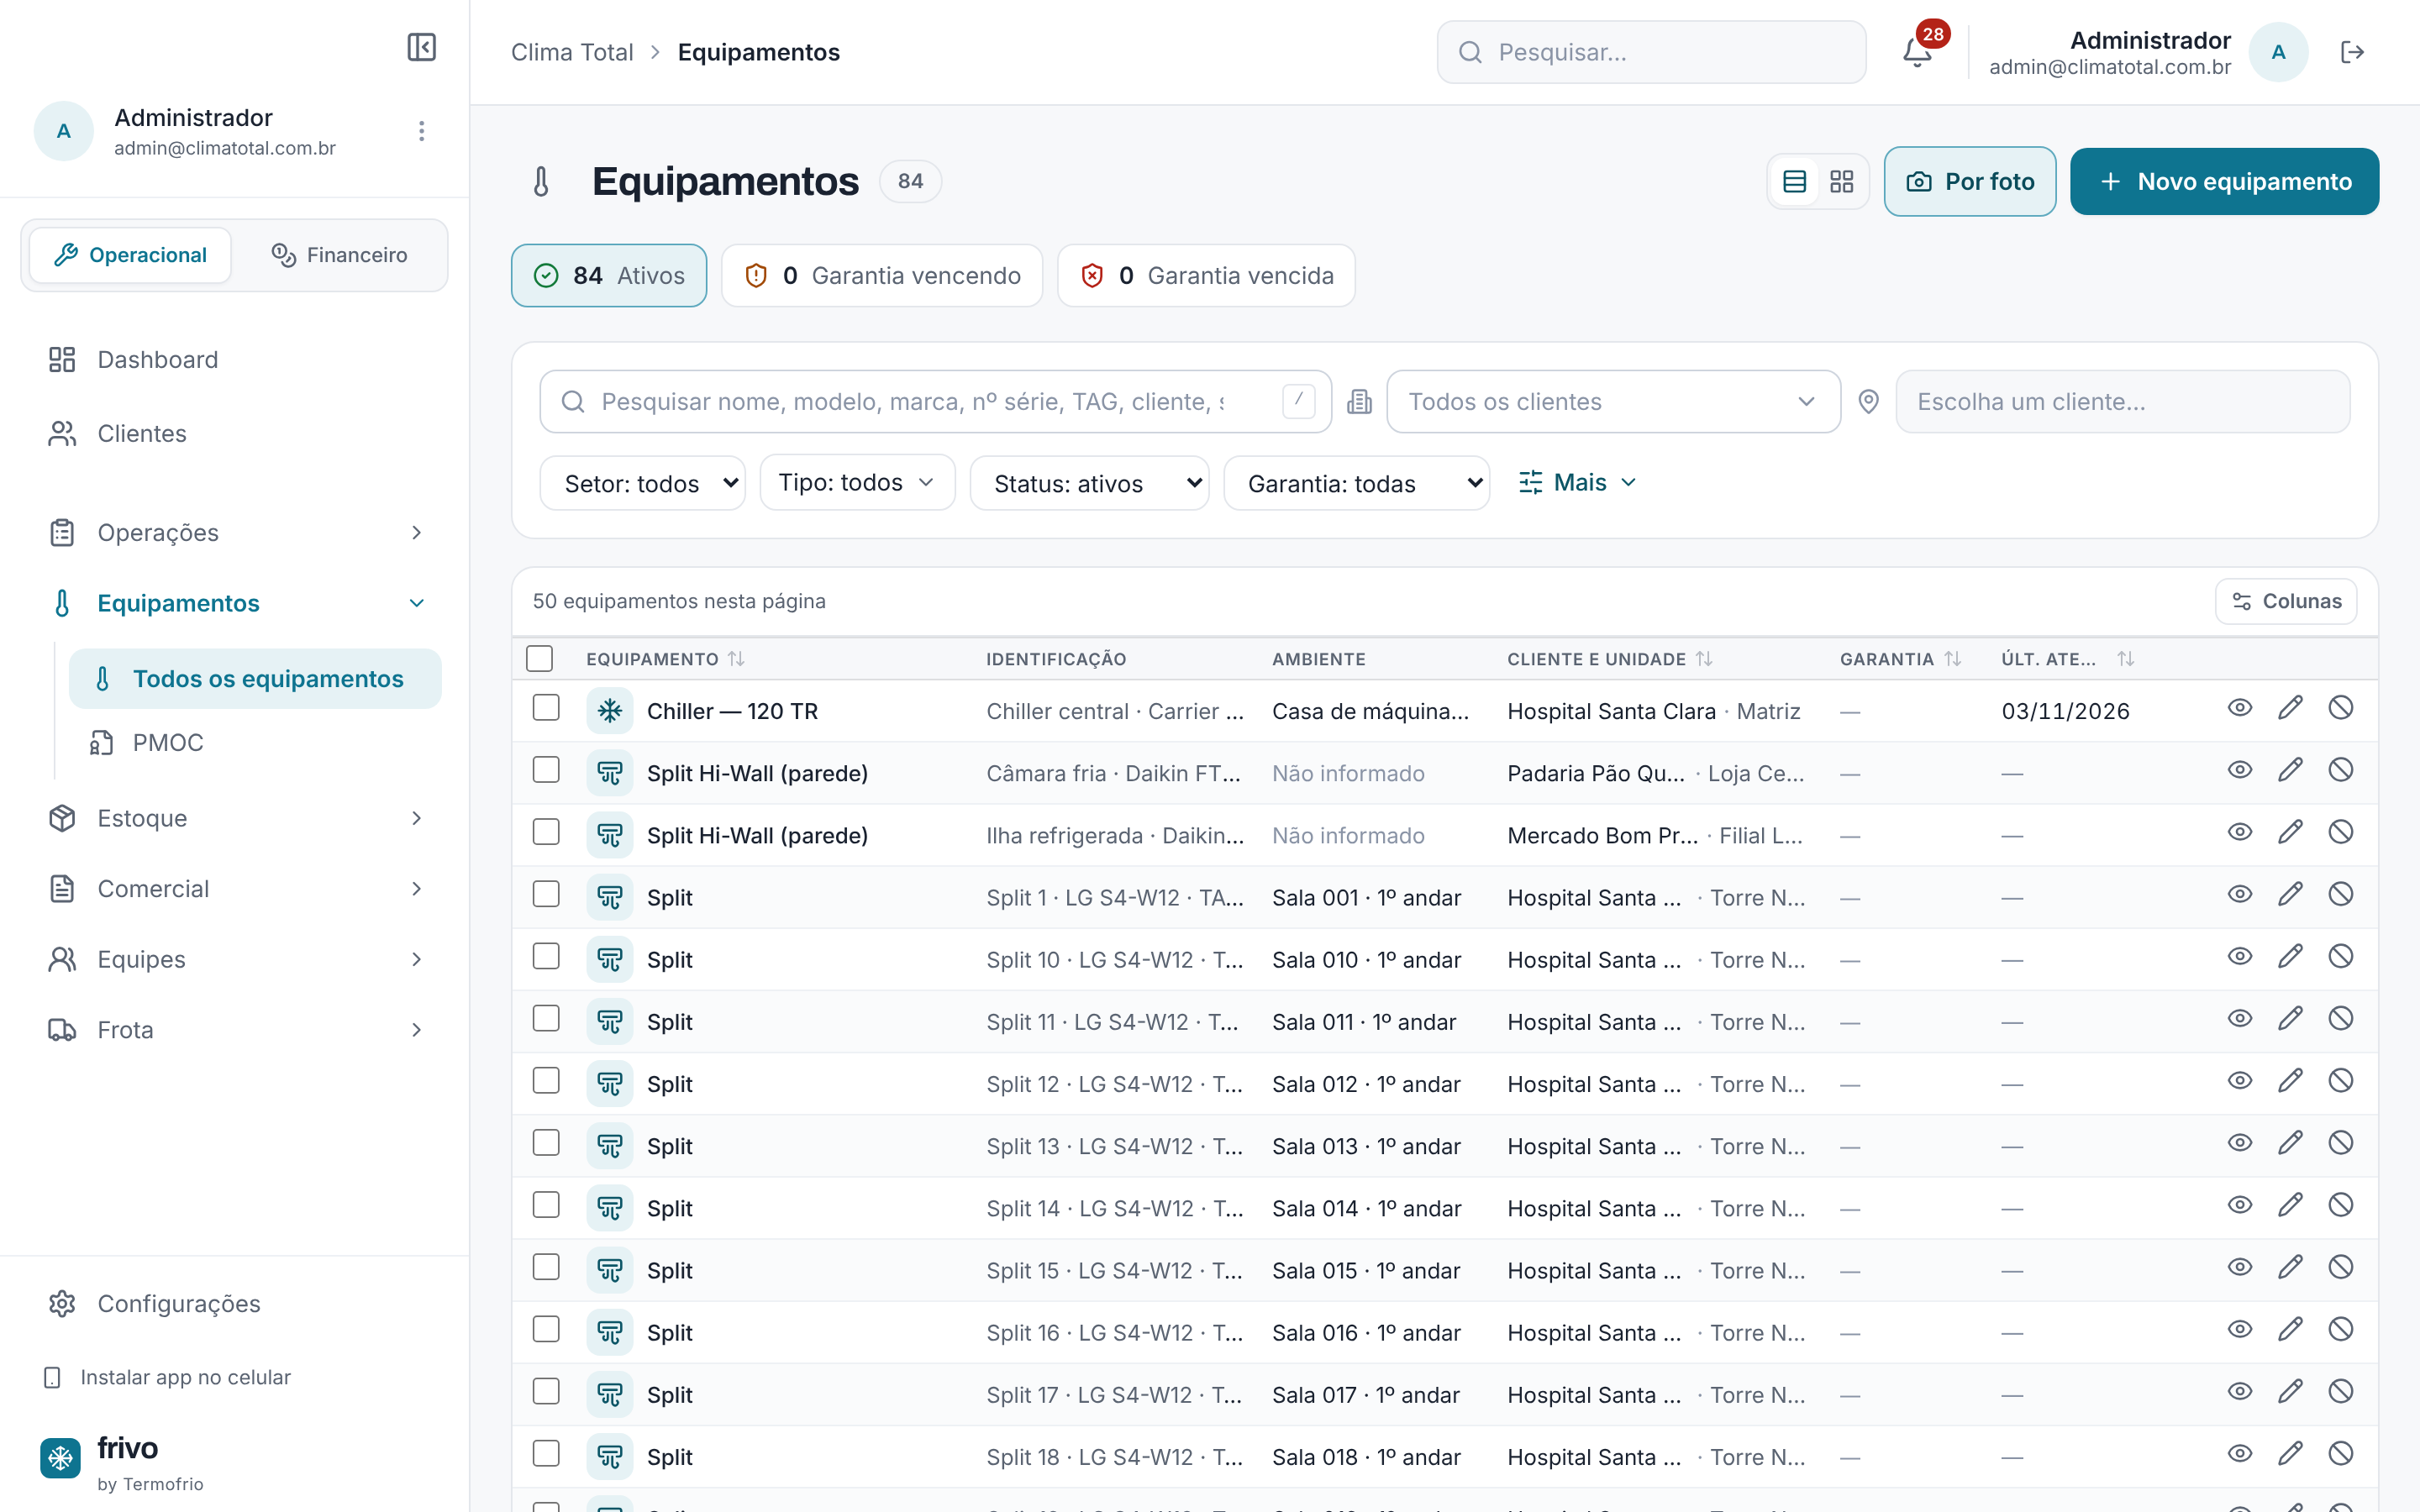 Administrador
admin@climatotal.com.br
Operacional
Financeiro
Dashboard
Clientes
Operações
Equipamentos
Todos os equipamentos
PMOC
Estoque
Comercial
Equipes
Frota
Configurações
Instalar app no celular
frivo
by Termofrio
Clima Total > Equipamentos
Pesquisar...
28
Administrador
admin@climatotal.com.br
A
A
Equipamentos 84
Por foto
+ Novo equipamento
84 Ativos
0 Garantia vencendo
0 Garantia vencida
Pesquisar nome, modelo, marca, nº série, TAG, cliente, s
/
Todos os clientes
Escolha um cliente...
Setor: todos
Tipo: todos
Status: ativos
Garantia: todas
Mais
50 equipamentos nesta página
Colunas
EQUIPAMENTO IDENTIFICAÇÃO AMBIENTE CLIENTE E UNIDADE GARANTIA ÚLT. ATE...
Chiller — 120 TR Chiller central · Carrier ... Casa de máquina... Hospital Santa Clara · Matriz — 03/11/2026
Split Hi-Wall (parede) Câmara fria · Daikin FT... Não informado Padaria Pão Qu... · Loja Ce... — —
Split Hi-Wall (parede) Ilha refrigerada · Daikin... Não informado Mercado Bom Pr... · Filial L... — —
Split Split 1 · LG S4-W12 · TA... Sala 001 · 1º andar Hospital Santa ... · Torre N... — —
Split Split 10 · LG S4-W12 · T... Sala 010 · 1º andar Hospital Santa ... · Torre N... — —
Split Split 11 · LG S4-W12 · T... Sala 011 · 1º andar Hospital Santa ... · Torre N... — —
Split Split 12 · LG S4-W12 · T... Sala 012 · 1º andar Hospital Santa ... · Torre N... — —
Split Split 13 · LG S4-W12 · T... Sala 013 · 1º andar Hospital Santa ... · Torre N... — —
Split Split 14 · LG S4-W12 · T... Sala 014 · 1º andar Hospital Santa ... · Torre N... — —
Split Split 15 · LG S4-W12 · T... Sala 015 · 1º andar Hospital Santa ... · Torre N... — —
Split Split 16 · LG S4-W12 · T... Sala 016 · 1º andar Hospital Santa ... · Torre N... — —
Split Split 17 · LG S4-W12 · T... Sala 017 · 1º andar Hospital Santa ... · Torre N... — —
Split Split 18 · LG S4-W12 · T... Sala 018 · 1º andar Hospital Santa ... · Torre N... — —